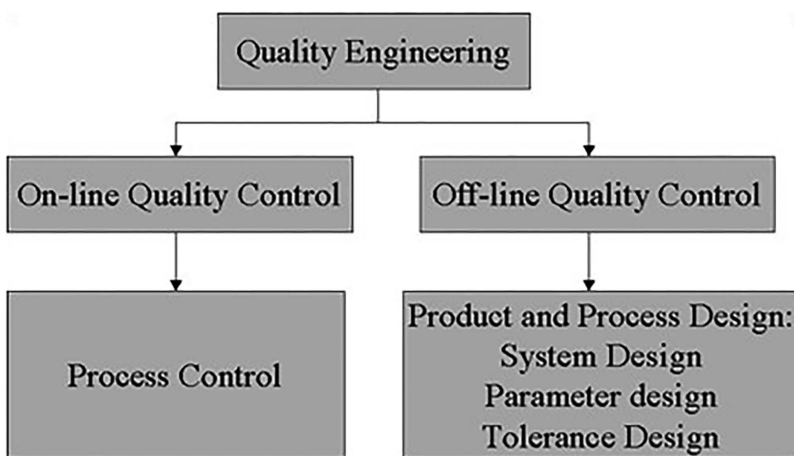 Quality Engineering
On-line Quality Control
Off-line Quality Control
Process Control
Product and Process Design:
System Design
Parameter design
Tolerance Design